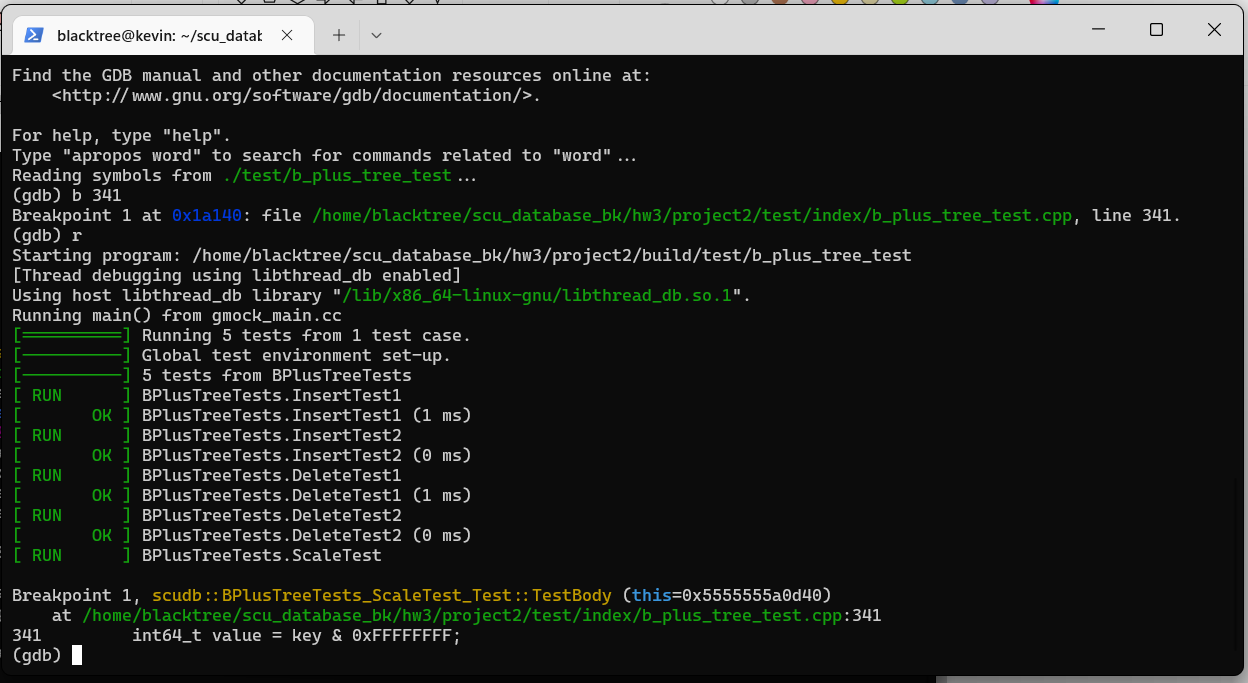 blacktree@kevin: ~/scu_datab
Find the GDB manual and other documentation resources online at:
    <http://www.gnu.org/software/gdb/documentation/>.
For help, type "help".
Type "apropos word" to search for commands related to "word"...
Reading symbols from ./test/b_plus_tree_test...
(gdb) b 341
Breakpoint 1 at 0x1a140: file /home/blacktree/scu_database_bk/hw3/project2/test/index/b_plus_tree_test.cpp, line 341.
(gdb) r
Starting program: /home/blacktree/scu_database_bk/hw3/project2/build/test/b_plus_tree_test
[Thread debugging using libthread_db enabled]
Using host libthread_db library "/lib/x86_64-linux-gnu/libthread_db.so.1".
Running main() from gmock_main.cc
[==========] Running 5 tests from 1 test case.
[----------] Global test environment set-up.
[----------] 5 tests from BPlusTreeTests
[ RUN      ] BPlusTreeTests.InsertTest1
[       OK ] BPlusTreeTests.InsertTest1 (1 ms)
[ RUN      ] BPlusTreeTests.InsertTest2
[       OK ] BPlusTreeTests.InsertTest2 (0 ms)
[ RUN      ] BPlusTreeTests.DeleteTest1
[       OK ] BPlusTreeTests.DeleteTest1 (1 ms)
[ RUN      ] BPlusTreeTests.DeleteTest2
[       OK ] BPlusTreeTests.DeleteTest2 (0 ms)
[ RUN      ] BPlusTreeTests.ScaleTest
Breakpoint 1, scudb::BPlusTreeTests_ScaleTest_Test::TestBody (this=0x5555555a0d40)
    at /home/blacktree/scu_database_bk/hw3/project2/test/index/b_plus_tree_test.cpp:341
341         int64_t value = key & 0xFFFFFFFF;
(gdb)